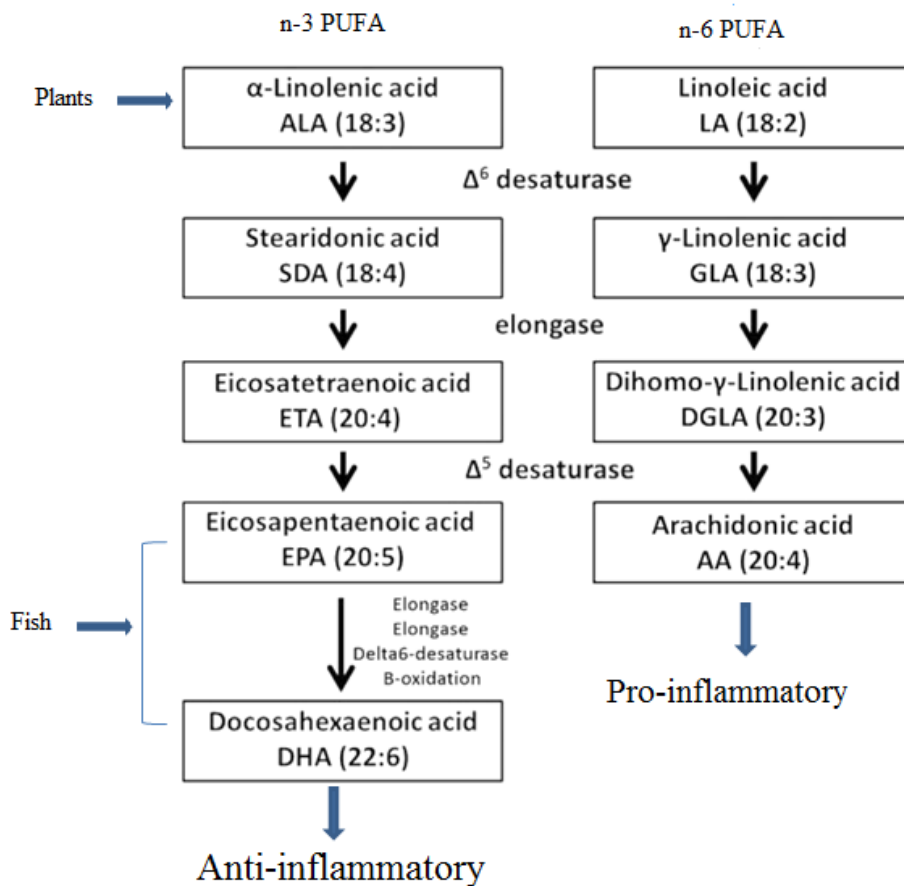 n-3 PUFA
n-6 PUFA
Plants
α-Linolenic acid
ALA (18:3)
Linoleic acid
LA (18:2)
Δ⁶ desaturase
Stearidonic acid
SDA (18:4)
γ-Linolenic acid
GLA (18:3)
elongase
Eicosatetraenoic acid
ETA (20:4)
Dihomo-γ-Linolenic acid
DGLA (20:3)
Δ⁵ desaturase
Eicosapentaenoic acid
EPA (20:5)
Arachidonic acid
AA (20:4)
Fish
Elongase
Elongase
Delta6-desaturase
B-oxidation
Pro-inflammatory
Docosahexaenoic acid
DHA (22:6)
Anti-inflammatory